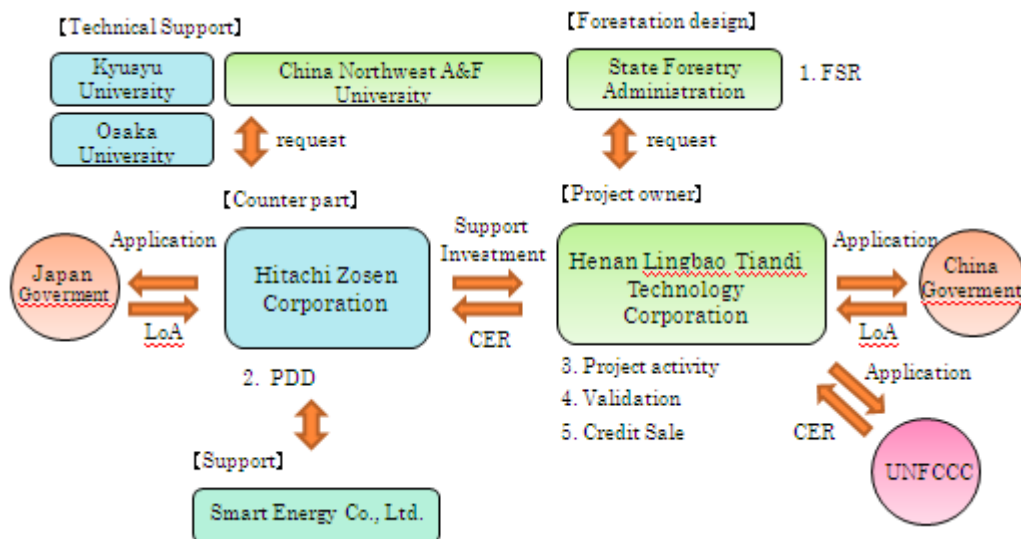 【Technical Support】
【Forestation design】
Kyusyu
University
China Northwest A&F
University
State Forestry
Administration
1. FSR
Osaka
University
request
request
【Counter part】
【Project owner】
Application
Support
Investment
Application
Japan
Goverment
Hitachi Zosen
Corporation
Henan Lingbao Tiandi
Technology
Corporation
China
Goverment
LoA
CER
LoA
2. PDD
3. Project activity
Application
4. Validation
5. Credit Sale
CER
【Support】
UNFCCC
Smart Energy Co., Ltd.